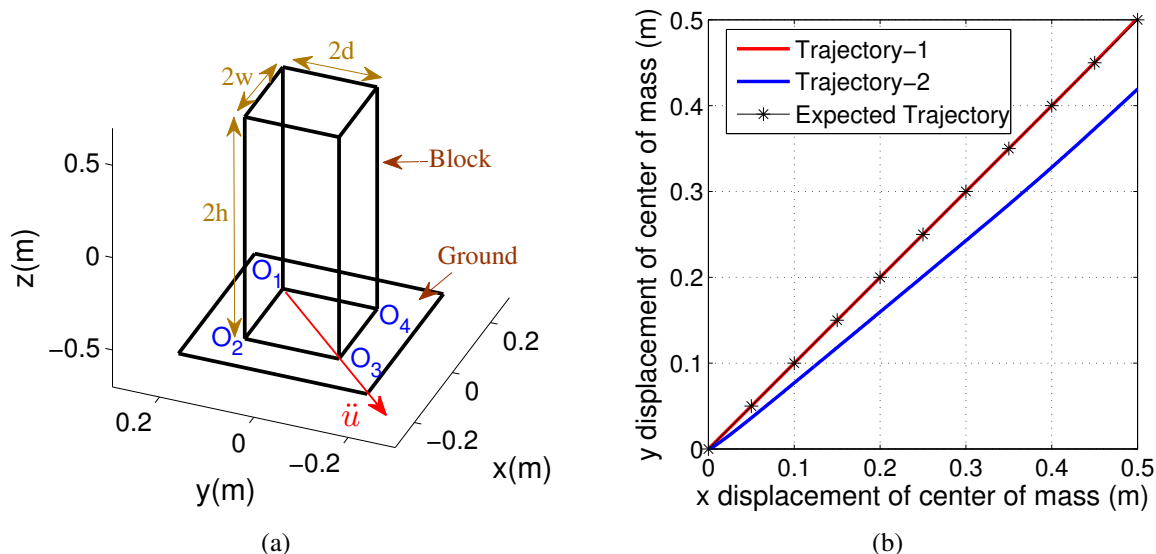 2d
2w
2h
Block
Ground
O1
O2
O3
O4
ü
0.5
0
−0.5
z(m)
0.2
0
−0.2
y(m)
−0.2
0
0.2
x(m)
(a)
Trajectory-1
Trajectory-2
Expected Trajectory
0.5
0.4
0.3
0.2
0.1
0
y displacement of center of mass (m)
0
0.1
0.2
0.3
0.4
0.5
x displacement of center of mass (m)
(b)